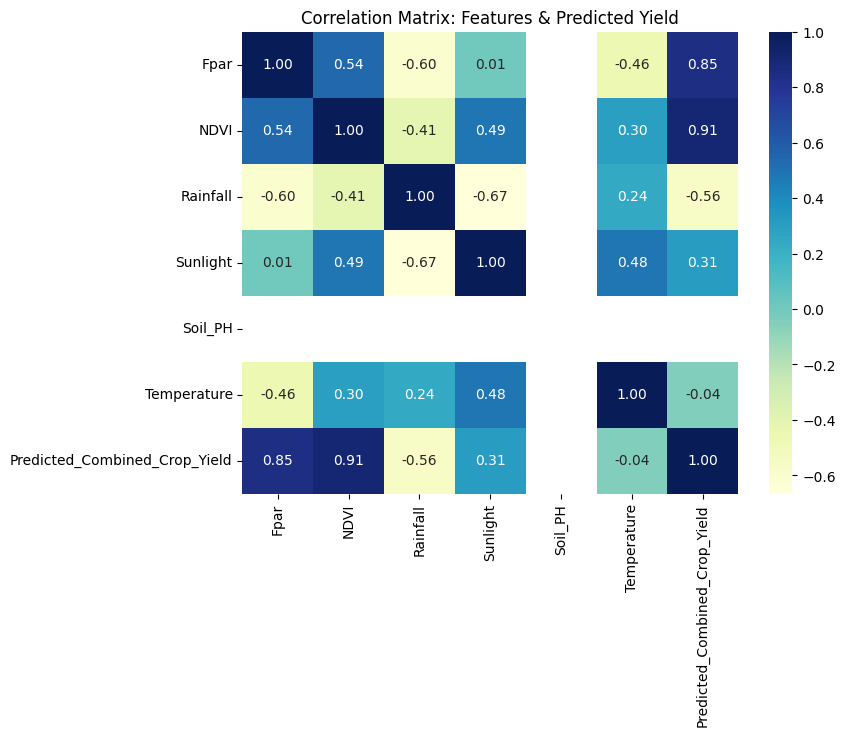 Correlation Matrix: Features & Predicted Yield
Fpar 1.00 0.54 -0.60 0.01 -0.46 0.85
NDVI 0.54 1.00 -0.41 0.49 0.30 0.91
Rainfall -0.60 -0.41 1.00 -0.67 0.24 -0.56
Sunlight 0.01 0.49 -0.67 1.00 0.48 0.31
Soil_PH
Temperature -0.46 0.30 0.24 0.48 1.00 -0.04
Predicted_Combined_Crop_Yield 0.85 0.91 -0.56 0.31 -0.04 1.00
Fpar
NDVI
Rainfall
Sunlight
Soil_PH
Temperature
Predicted_Combined_Crop_Yield
1.0
0.8
0.6
0.4
0.2
0.0
−0.2
−0.4
−0.6